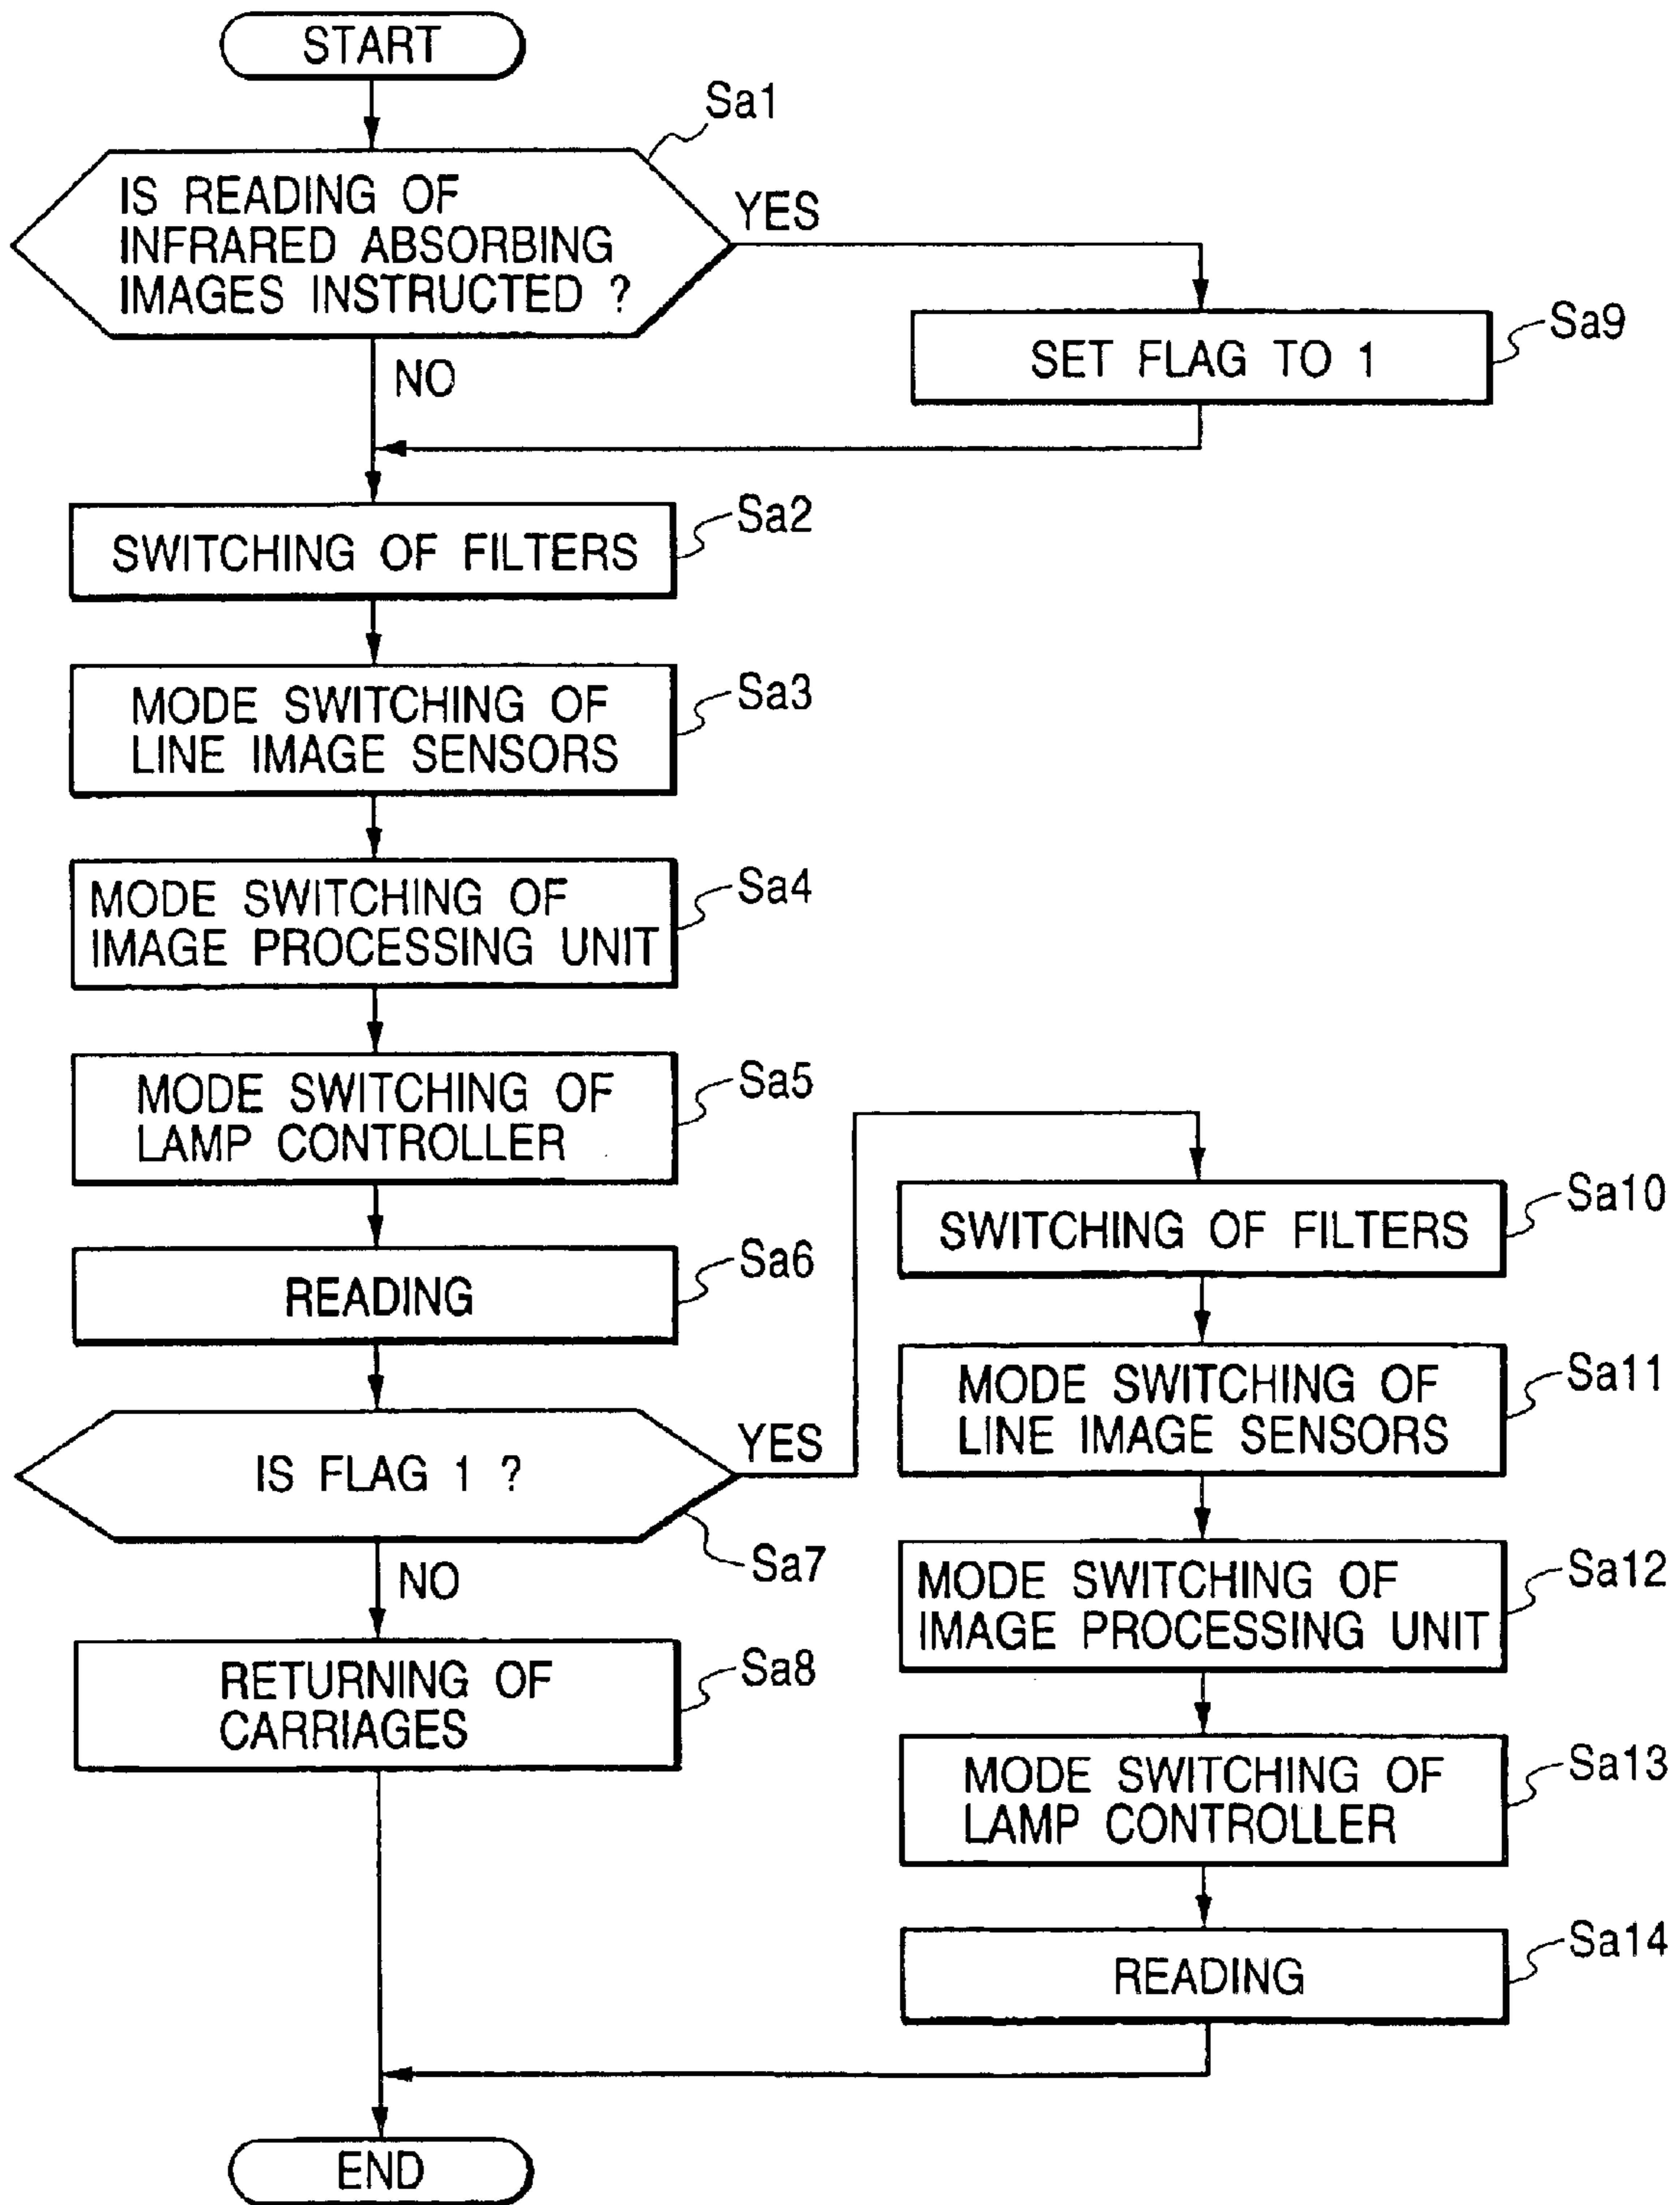 START
Sa1
IS READING OF
INFRARED ABSORBING
IMAGES INSTRUCTED ?
YES
NO
SET FLAG TO 1
Sa9
SWITCHING OF FILTERS
Sa2
MODE SWITCHING OF
LINE IMAGE SENSORS
Sa3
MODE SWITCHING OF
IMAGE PROCESSING UNIT
Sa4
MODE SWITCHING OF
LAMP CONTROLLER
Sa5
READING
Sa6
IS FLAG 1 ?
YES
Sa7
NO
RETURNING OF
CARRIAGES
Sa8
SWITCHING OF FILTERS
Sa10
MODE SWITCHING OF
LINE IMAGE SENSORS
Sa11
MODE SWITCHING OF
IMAGE PROCESSING UNIT
Sa12
MODE SWITCHING OF
LAMP CONTROLLER
Sa13
READING
Sa14
END